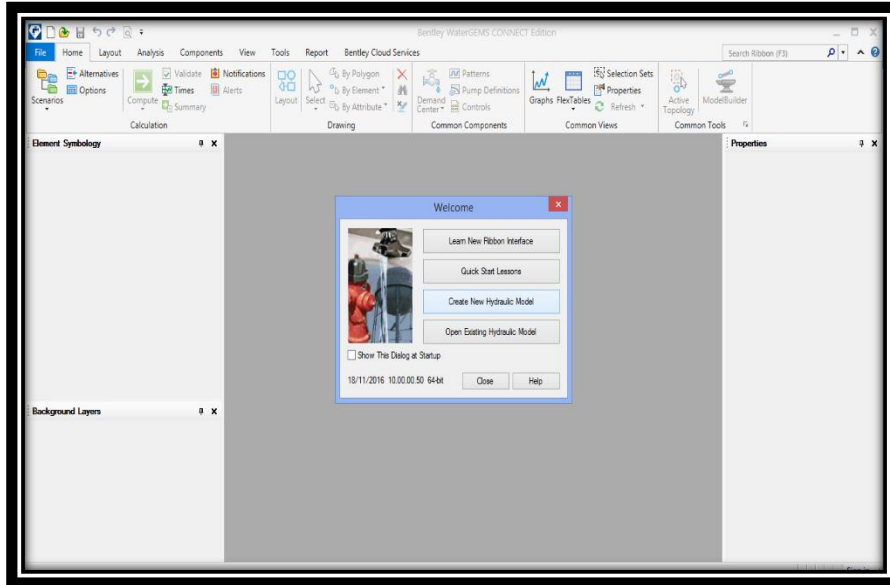 Bentley WaterGEMS CONNECT Edition
File Home Layout Analysis Components View Tools Report Bentley Cloud Services Search Ribbon (F3)
Scenarios
Alternatives
Options
Compute
Validate
Times
Summary
Notifications
Alerts
Calculation
Layout
Select
By Polygon
By Element
By Attribute
Drawing
Demand Center
Patterns
Pump Definitions
Controls
Common Components
Graphs
FlexTables
Selection Sets
Properties
Refresh
Common Views
Active Topology
ModelBuilder
Common Tools
Element Symbology
Properties
Welcome
Learn New Ribbon Interface
Quick Start Lessons
Create New Hydraulic Model
Open Existing Hydraulic Model
Show This Dialog at Startup
18/11/2016 10.00.00.50 64-bit Close Help
Background Layers